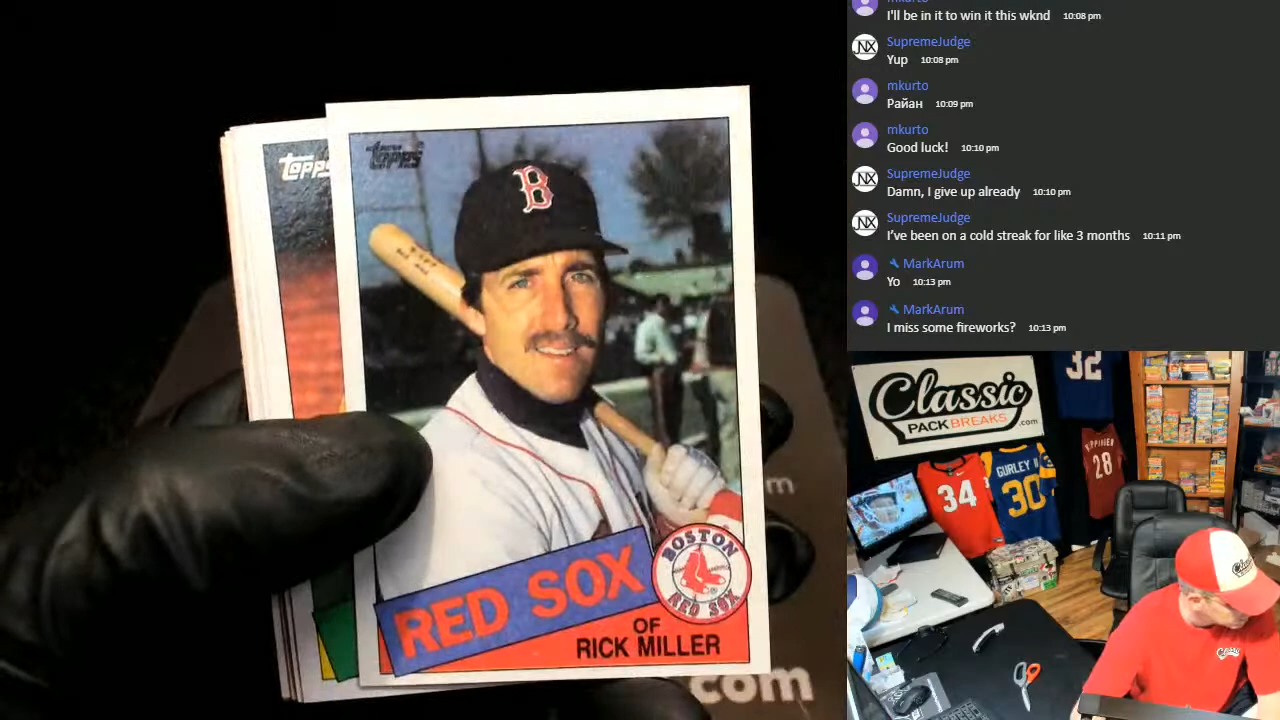 TOPPS
TOPPS
B
RED SOX
BOSTON
RED SOX
OF
RICK MILLER
m
.com
I'll be in it to win it this wknd 10:08 pm
SupremeJudge
Yup 10:08 pm
mkurto
Райан 10:09 pm
mkurto
Good luck! 10:10 pm
SupremeJudge
Damn, I give up already 10:10 pm
SupremeJudge
I've been on a cold streak for like 3 months 10:11 pm
MarkArum
Yo 10:13 pm
MarkArum
I miss some fireworks? 10:13 pm
Classic
PACK BREAKS.com
32
34
GURLEY II
30
28